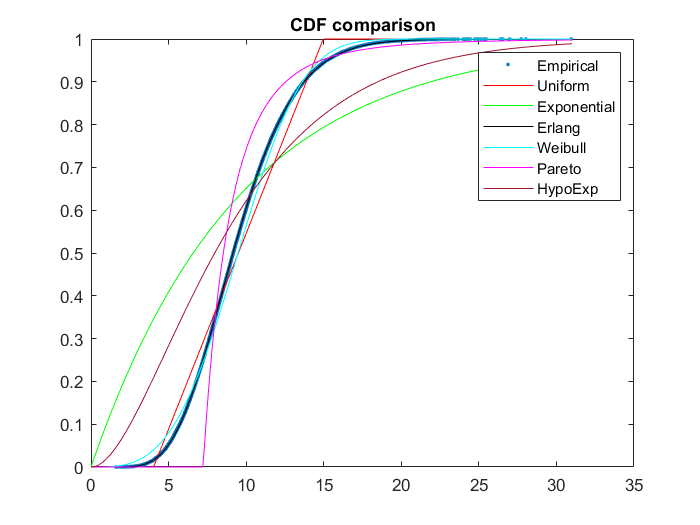 CDF comparison
1
0.9
0.8
0.7
0.6
0.5
0.4
0.3
0.2
0.1
0
Empirical
Uniform
Exponential
Erlang
Weibull
Pareto
HypoExp
0 5 10 15 20 25 30 35